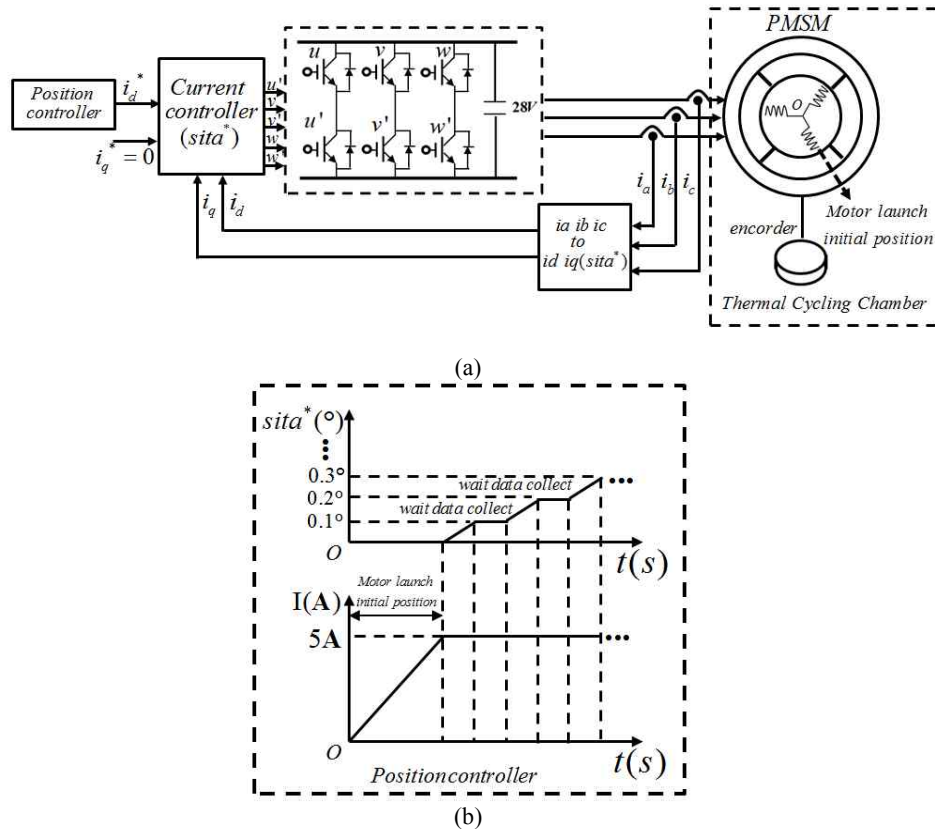 PMSM
Position
controller
i_d^*
i_q^* = 0
Current
controller
(sita^*)
u'
v'
v'
w'
w'
u
v
w
u'
v'
w'
28V
O
i_a
i_b
i_c
i_q
i_d
ia ib ic
to
id iq(sita^*)
encorder
Motor launch
initial position
Thermal Cycling Chamber
(a)
sita^*(°)
0.3°
0.2°
0.1°
wait data collect
wait data collect
O
t(s)
I(A)
Motor launch
initial position
5A
O
t(s)
Positioncontroller
(b)